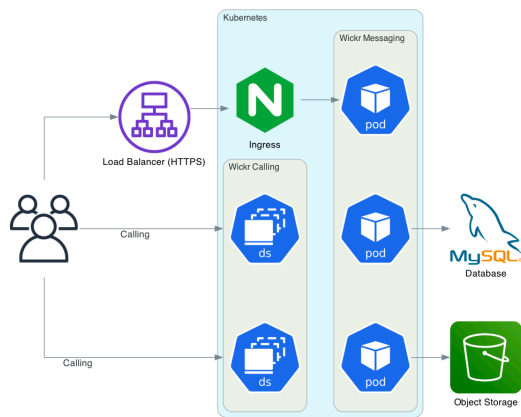 Kubernetes
Wickr Messaging
pod
Load Balancer (HTTPS)
Ingress
Wickr Calling
Calling
ds
pod
MySQL
Database
Calling
ds
pod
Object Storage